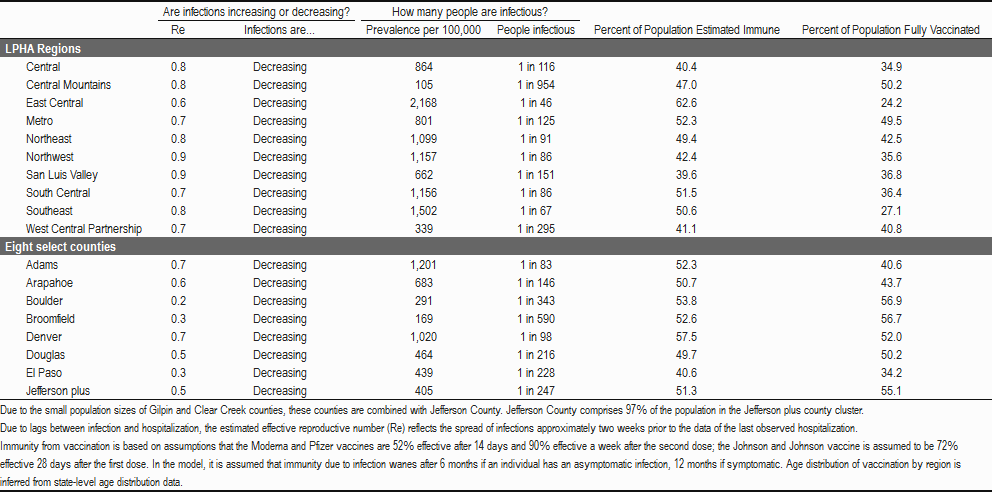 Are infections increasing or decreasing? How many people are infectious?
Re Infections are... Prevalence per 100,000 People infectious Percent of Population Estimated Immune Percent of Population Fully Vaccinated
LPHA Regions
Central 0.8 Decreasing 864 1 in 116 40.4 34.9
Central Mountains 0.8 Decreasing 105 1 in 954 47.0 50.2
East Central 0.6 Decreasing 2,168 1 in 46 62.6 24.2
Metro 0.7 Decreasing 801 1 in 125 52.3 49.5
Northeast 0.8 Decreasing 1,099 1 in 91 49.4 42.5
Northwest 0.9 Decreasing 1,157 1 in 86 42.4 35.6
San Luis Valley 0.9 Decreasing 662 1 in 151 39.6 36.8
South Central 0.7 Decreasing 1,156 1 in 86 51.5 36.4
Southeast 0.8 Decreasing 1,502 1 in 67 50.6 27.1
West Central Partnership 0.7 Decreasing 339 1 in 295 41.1 40.8
Eight select counties
Adams 0.7 Decreasing 1,201 1 in 83 52.3 40.6
Arapahoe 0.6 Decreasing 683 1 in 146 50.7 43.7
Boulder 0.2 Decreasing 291 1 in 343 53.8 56.9
Broomfield 0.3 Decreasing 169 1 in 590 52.6 56.7
Denver 0.7 Decreasing 1,020 1 in 98 57.5 52.0
Douglas 0.5 Decreasing 464 1 in 216 49.7 50.2
El Paso 0.3 Decreasing 439 1 in 228 40.6 34.2
Jefferson plus 0.5 Decreasing 405 1 in 247 51.3 55.1
Due to the small population sizes of Gilpin and Clear Creek counties, these counties are combined with Jefferson County. Jefferson County comprises 97% of the population in the Jefferson plus county cluster.
Due to lags between infection and hospitalization, the estimated effective reproductive number (Re) reflects the spread of infections approximately two weeks prior to the data of the last observed hospitalization.
Immunity from vaccination is based on assumptions that the Moderna and Pfizer vaccines are 52% effective after 14 days and 90% effective a week after the second dose; the Johnson and Johnson vaccine is assumed to be 72%
effective 28 days after the first dose. In the model, it is assumed that immunity due to infection wanes after 6 months if an individual has an asymptomatic infection, 12 months if symptomatic. Age distribution of vaccination by region is
inferred from state-level age distribution data.